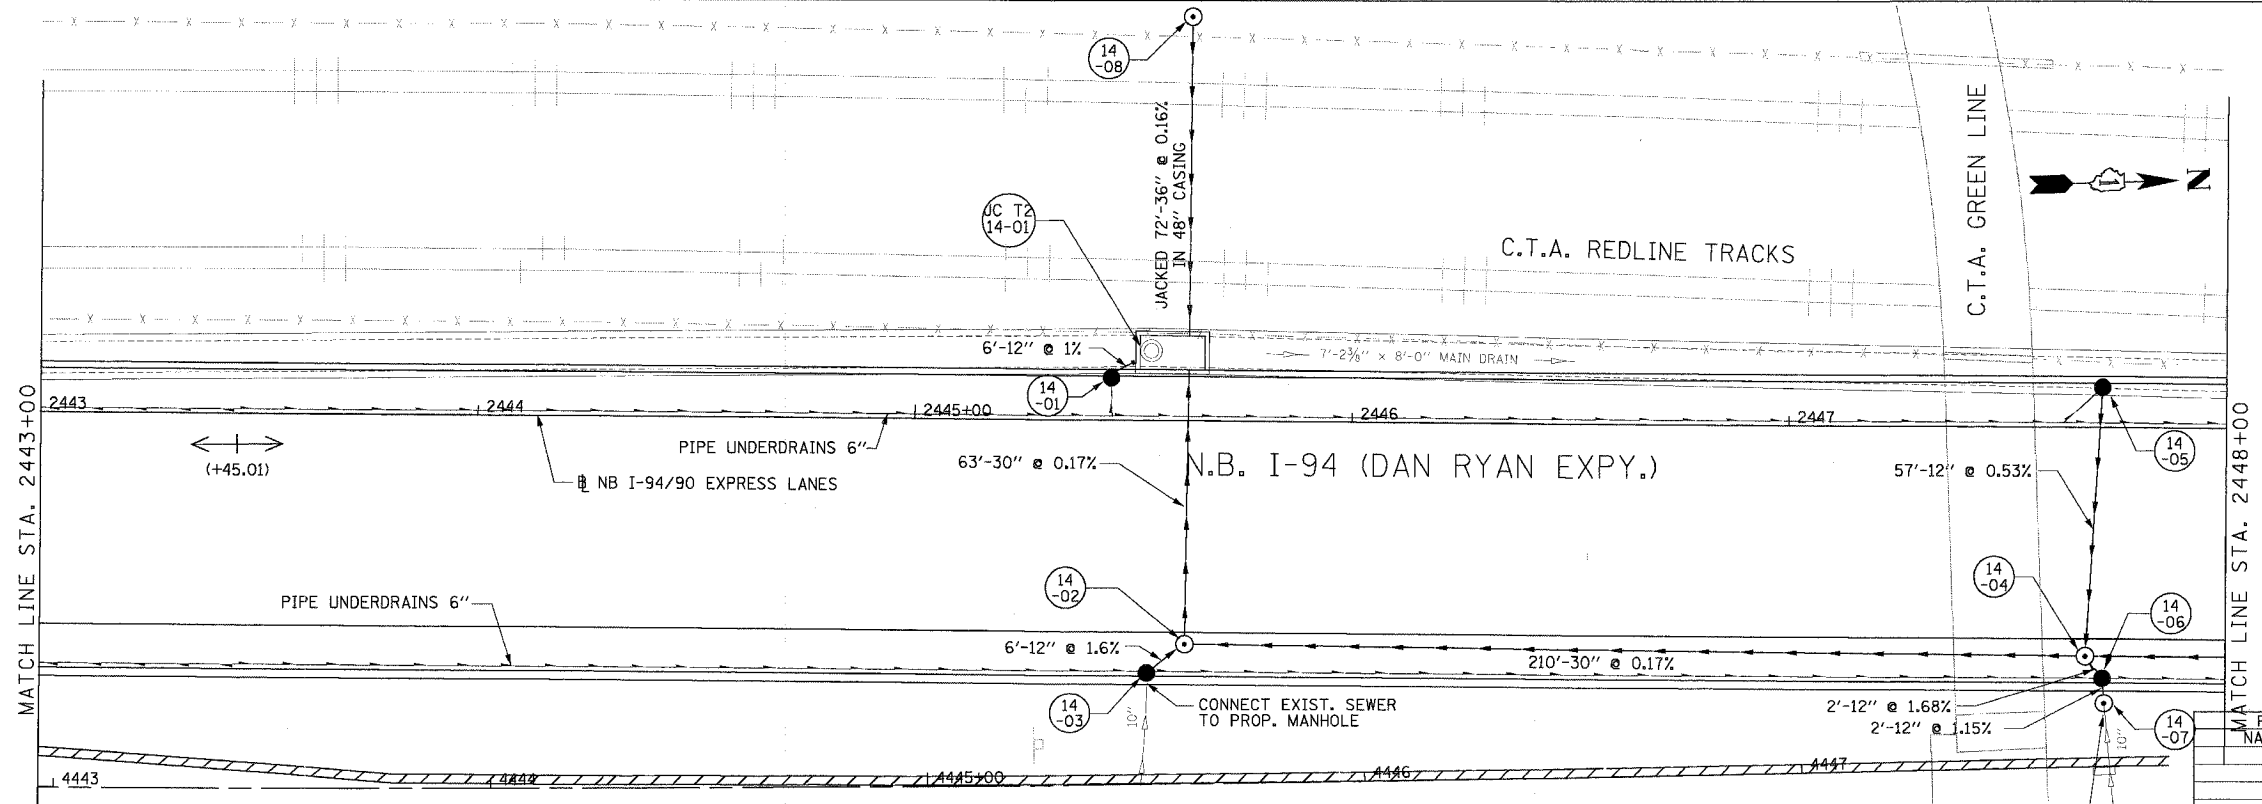 14
-08
JACKED 72'-36" @ 0.16%
IN 48" CASING
JC T2
14-01
C.T.A. REDLINE TRACKS
C.T.A. GREEN LINE
N
6'-12" @ 1%
7'-2⅜" x 8'-0" MAIN DRAIN
14
-01
MATCH LINE STA. 2443+00
2443
2444
2445+00
2446
2447
MATCH LINE STA. 2448+00
(+45.01)
PIPE UNDERDRAINS 6"
NB I-94/90 EXPRESS LANES
63'-30" @ 0.17%
N.B. I-94 (DAN RYAN EXPY.)
57'-12" @ 0.53%
14
-05
14
-02
14
-04
14
-06
PIPE UNDERDRAINS 6"
6'-12" @ 1.6%
210'-30" @ 0.17%
14
-03
10"
CONNECT EXIST. SEWER
TO PROP. MANHOLE
2'-12" @ 1.68%
2'-12" @ 1.15%
14
-07
10"
NA
4443
4444
4445+00
4446
4447